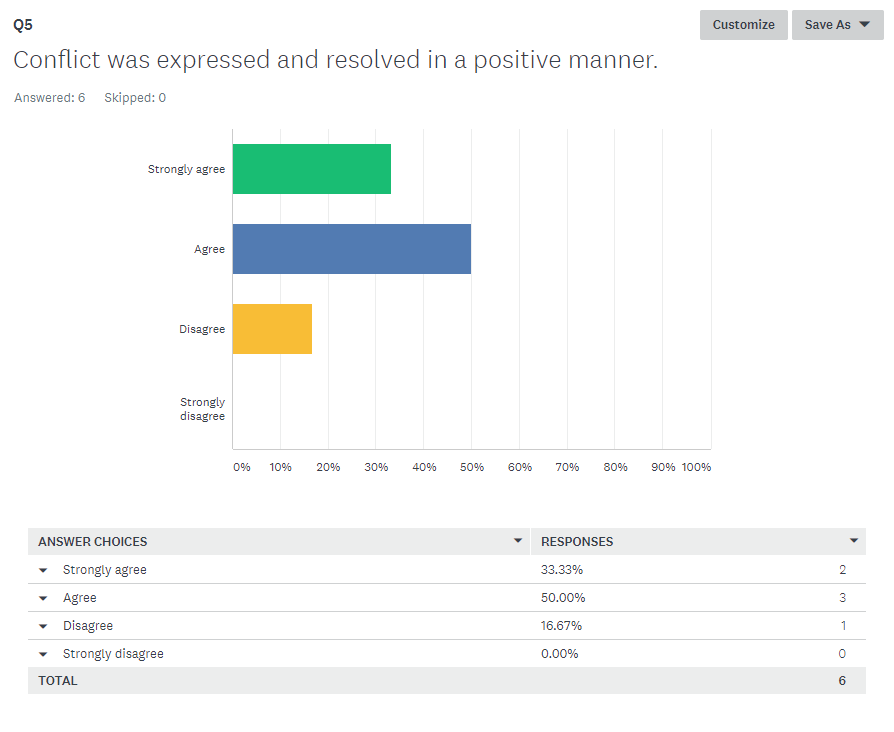 Q5
Customize
Save As
Conflict was expressed and resolved in a positive manner.
Answered: 6 Skipped: 0
Strongly agree
Agree
Disagree
Strongly
disagree
0% 10% 20% 30% 40% 50% 60% 70% 80% 90% 100%
ANSWER CHOICES RESPONSES
Strongly agree 33.33% 2
Agree 50.00% 3
Disagree 16.67% 1
Strongly disagree 0.00% 0
TOTAL 6